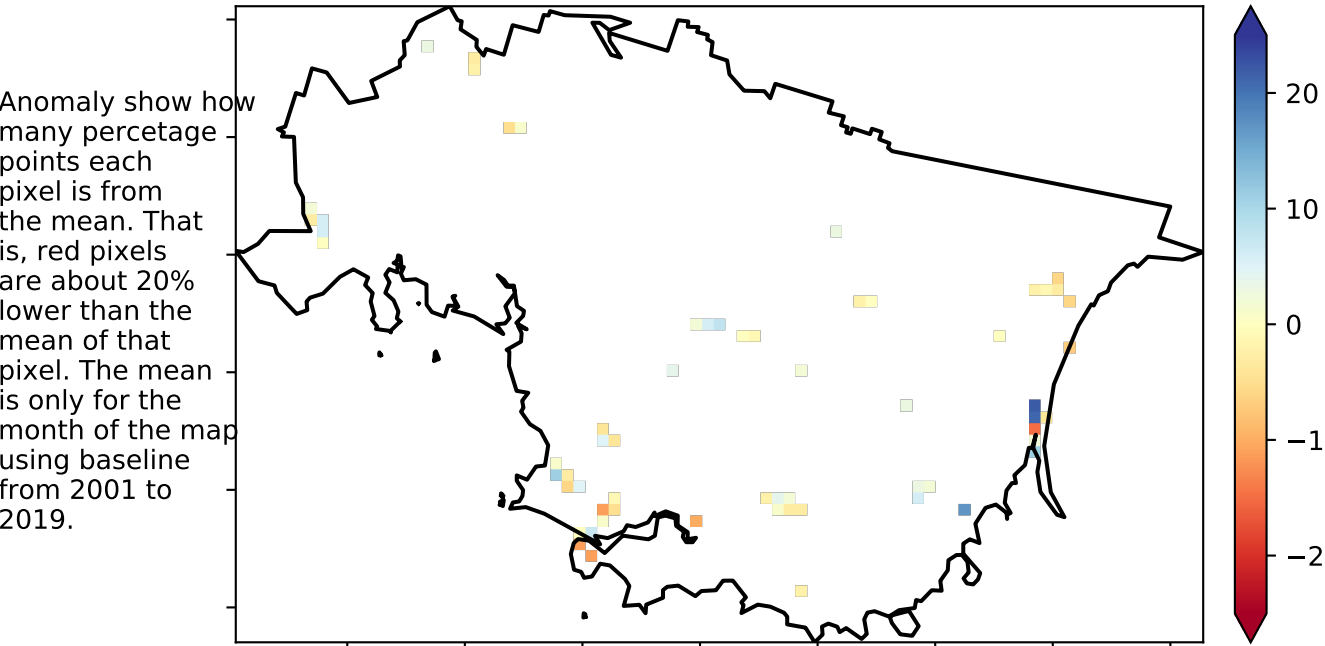 Anomaly show how
many percetage
points each
pixel is from
the mean. That
is, red pixels
are about 20%
lower than the
mean of that
pixel. The mean
is only for the
month of the map
using baseline
from 2001 to
2019.
20
10
0
−1
−2